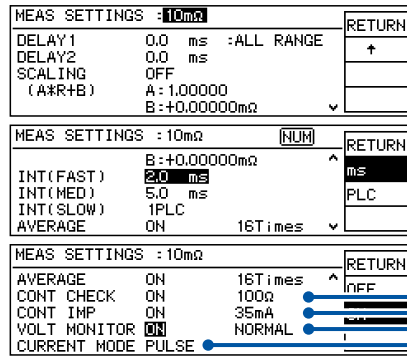 MEAS SETTINGS :10mΩ
RETURN
DELAY1 0.0 ms :ALL RANGE
DELAY2 0.0 ms
SCALING OFF
(A*R+B) A:1.00000
B:+0.00000mΩ
MEAS SETTINGS :10mΩ NUM
RETURN
B:+0.00000mΩ
ms
INT(FAST) 2.0 ms
INT(MED) 5.0 ms
PLC
INT(SLOW) 1PLC
AVERAGE ON 16Times
MEAS SETTINGS :10mΩ
RETURN
AVERAGE ON 16Times
OFF
CONT CHECK ON 100Ω
CONT IMP ON 35mA
VOLT MONITOR ON NORMAL
CURRENT MODE PULSE